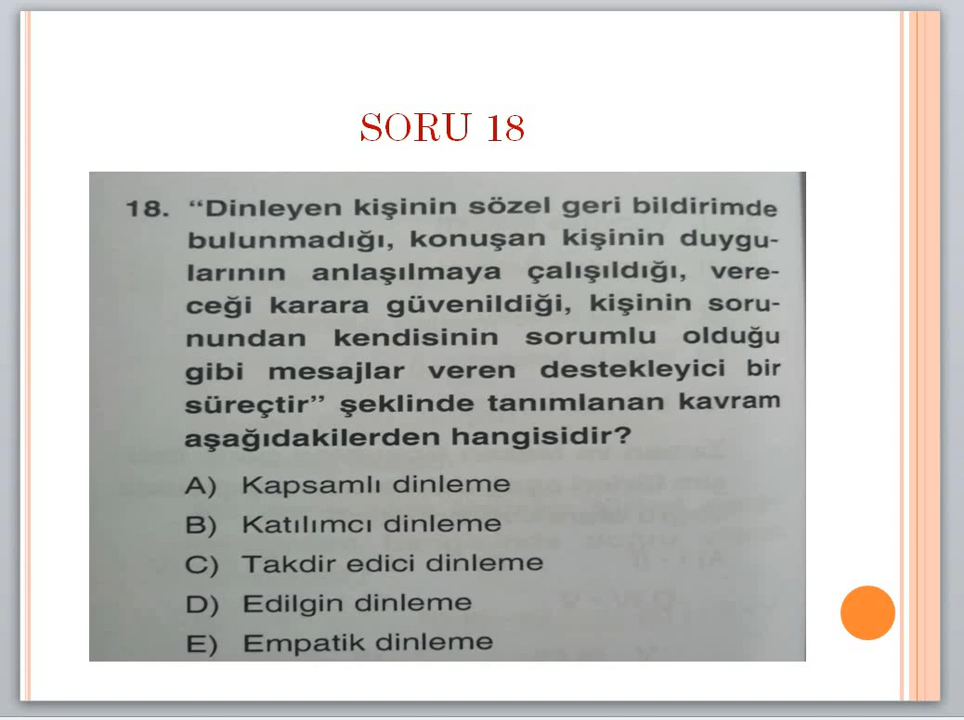 SORU 18
18. “Dinleyen kişinin sözel geri bildirimde
bulunmadığı, konuşan kişinin duygu-
larının anlaşılmaya çalışıldığı, vere-
ceği karara güvenildiği, kişinin soru-
nundan kendisinin sorumlu olduğu
gibi mesajlar veren destekleyici bir
süreçtir” şeklinde tanımlanan kavram
aşağıdakilerden hangisidir?
A) Kapsamlı dinleme
B) Katılımcı dinleme
C) Takdir edici dinleme
D) Edilgin dinleme
E) Empatik dinleme